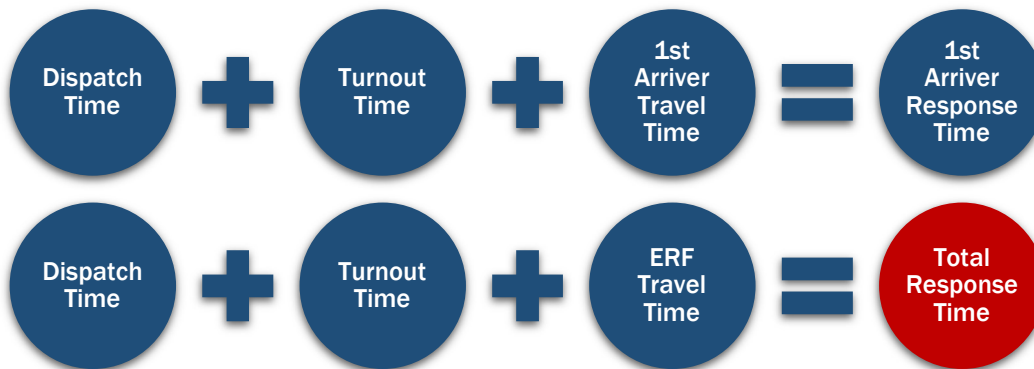 Dispatch
Time
Turnout
Time
1st
Arriver
Travel
Time
1st
Arriver
Response
Time
Dispatch
Time
Turnout
Time
ERF
Travel
Time
Total
Response
Time